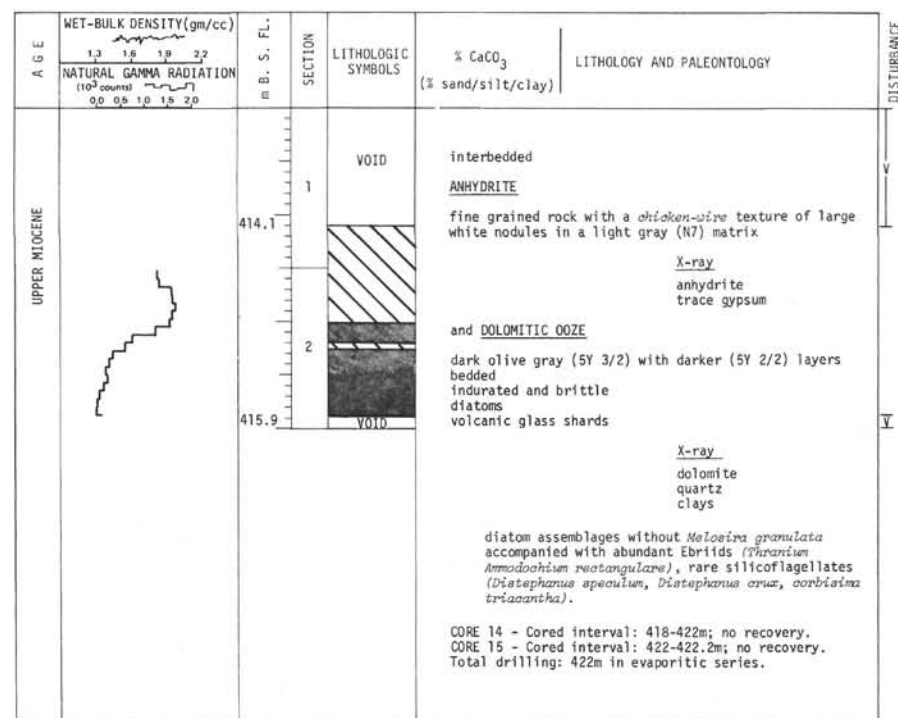 AGE
WET-BULK DENSITY(gm/cc)
1.3 1.6 1.9 2.2
NATURAL GAMMA RADIATION
(10³ counts)
0,0 0,5 1.0 1.5 2.0
m B. S. FL.
SECTION
LITHOLOGIC
SYMBOLS
% CaCO₃
(% sand/silt/clay)
LITHOLOGY AND PALEONTOLOGY
DISTURBANCE
UPPER MIOCENE
414.1
415.9
1
2
VOID
VOID
V
V
interbedded
ANHYDRITE
fine grained rock with a chicken-wire texture of large
white nodules in a light gray (N7) matrix
X-ray
anhydrite
trace gypsum
and DOLOMITIC OOZE
dark olive gray (5Y 3/2) with darker (5Y 2/2) layers
bedded
indurated and brittle
diatoms
volcanic glass shards
X-ray
dolomite
quartz
clays
diatom assemblages without Melosira granulata
accompanied with abundant Ebriids (Thranium
Ammodochium rectangulare), rare silicoflagellates
(Distephanus speculum, Distephanus crux, corbisima
triacantha).
CORE 14 - Cored interval: 418-422m; no recovery.
CORE 15 - Cored interval: 422-422.2m; no recovery.
Total drilling: 422m in evaporitic series.